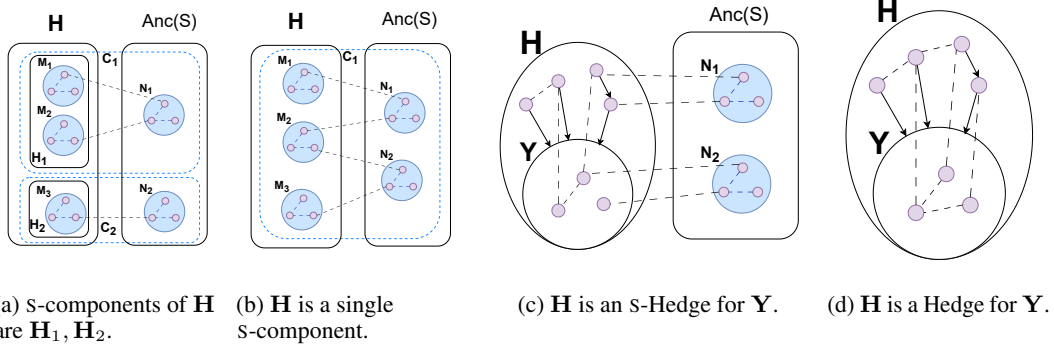 H
Anc(S)
M₁
C₁
N₁
M₂
H₁
M₃
N₂
H₂
C₂
H
Anc(S)
M₁
C₁
N₁
M₂
N₂
M₃
H
Anc(S)
N₁
Y
N₂
H
Y
a) S-components of H
are H₁, H₂.
(b) H is a single
S-component.
(c) H is an S-Hedge for Y.
(d) H is a Hedge for Y.